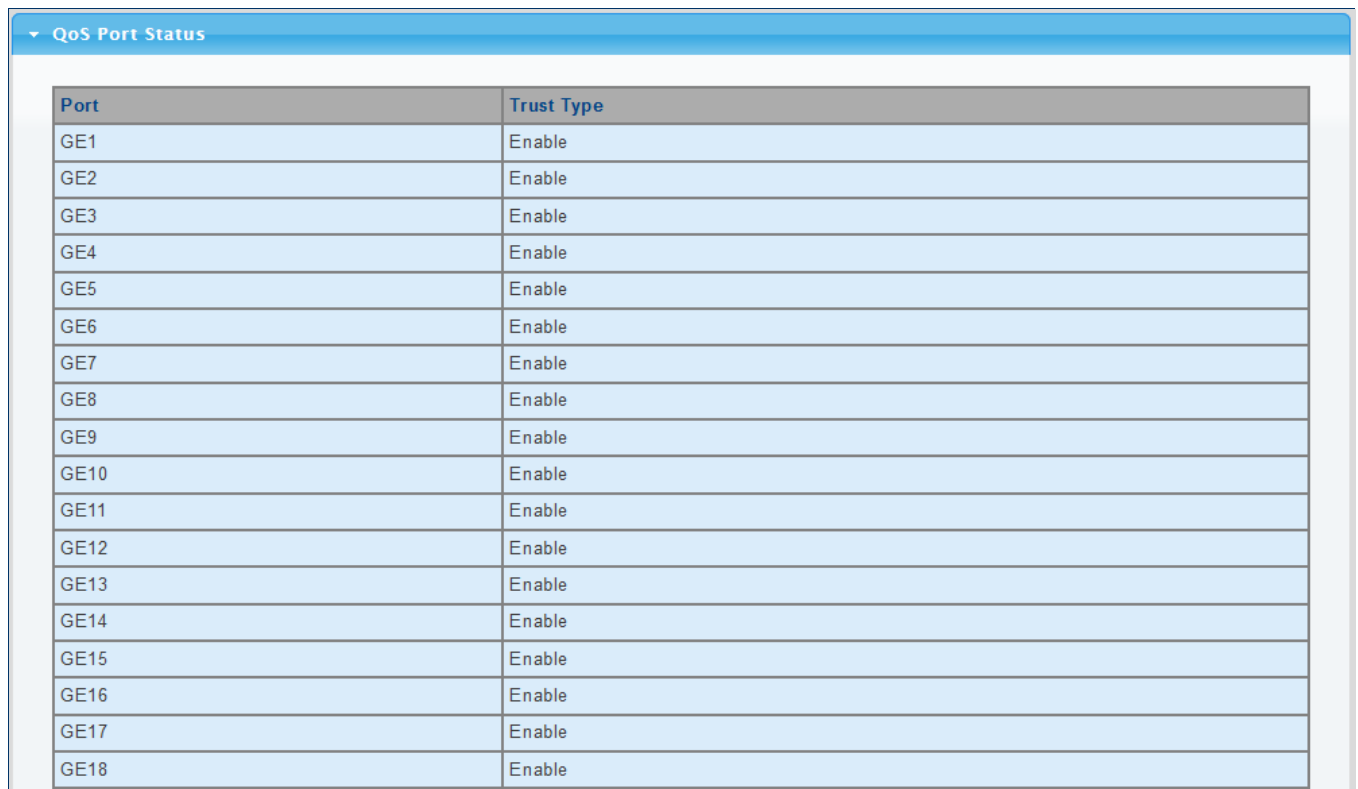 QoS Port Status
Port Trust Type
GE1 Enable
GE2 Enable
GE3 Enable
GE4 Enable
GE5 Enable
GE6 Enable
GE7 Enable
GE8 Enable
GE9 Enable
GE10 Enable
GE11 Enable
GE12 Enable
GE13 Enable
GE14 Enable
GE15 Enable
GE16 Enable
GE17 Enable
GE18 Enable